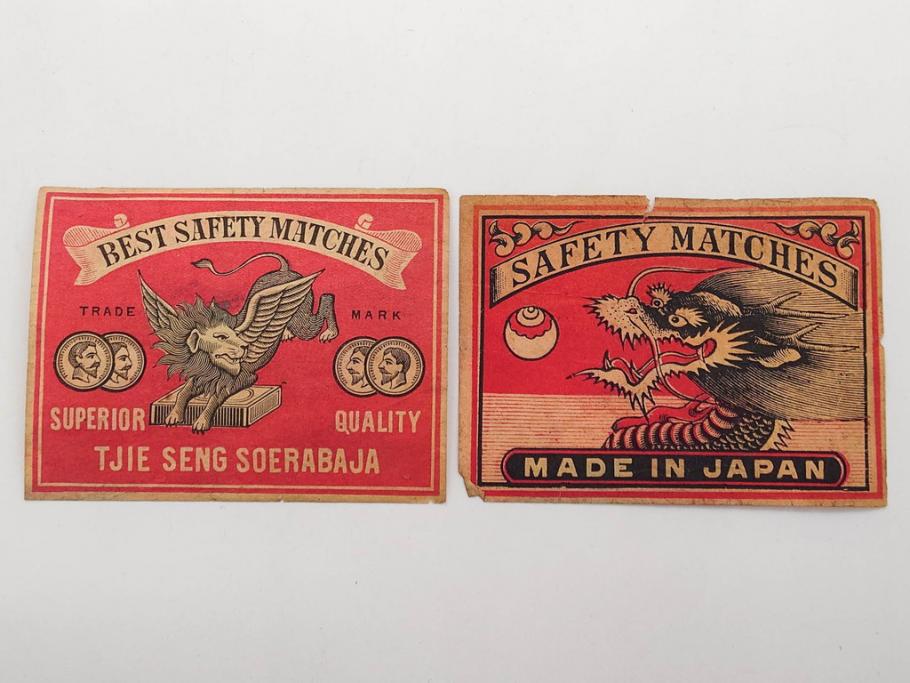 BEST SAFETY MATCHES
TRADE MARK
SUPERIOR QUALITY
TJIE SENG SOERABAJA
SAFETY MATCHES
MADE IN JAPAN